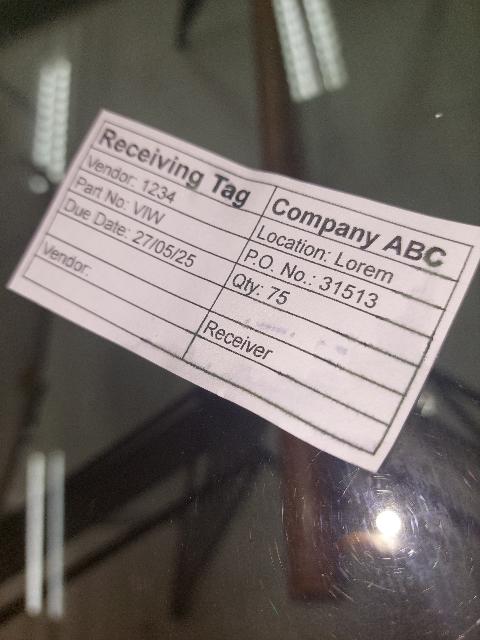 Receiving Tag
Company ABC
Vendor: 1234
Location: Lorem
Part No: VIW
P.O. No.: 31513
Due Date: 27/05/25
Qty: 75
Vendor:
Receiver